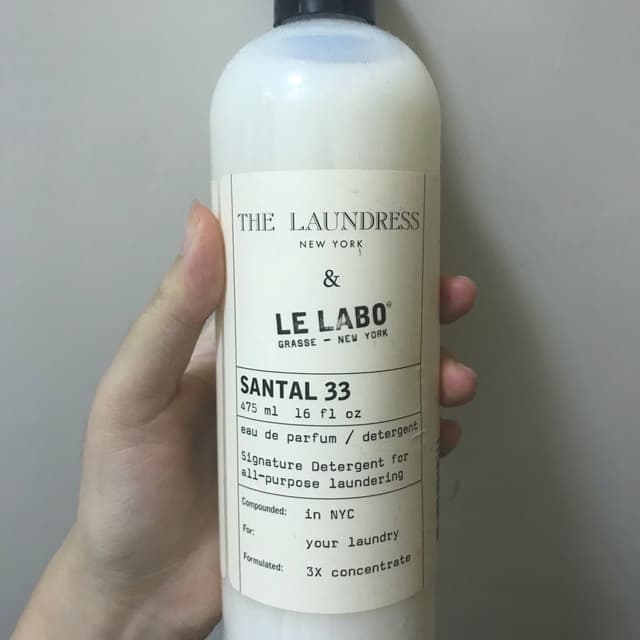 THE LAUNDRESS
NEW YORK
&
LE LABO®
GRASSE — NEW YORK
SANTAL 33
475 ml 16 fl oz
eau de parfum / detergent
Signature Detergent for
all-purpose laundering
Compounded: in NYC
For: your laundry
Formulated: 3X concentrate